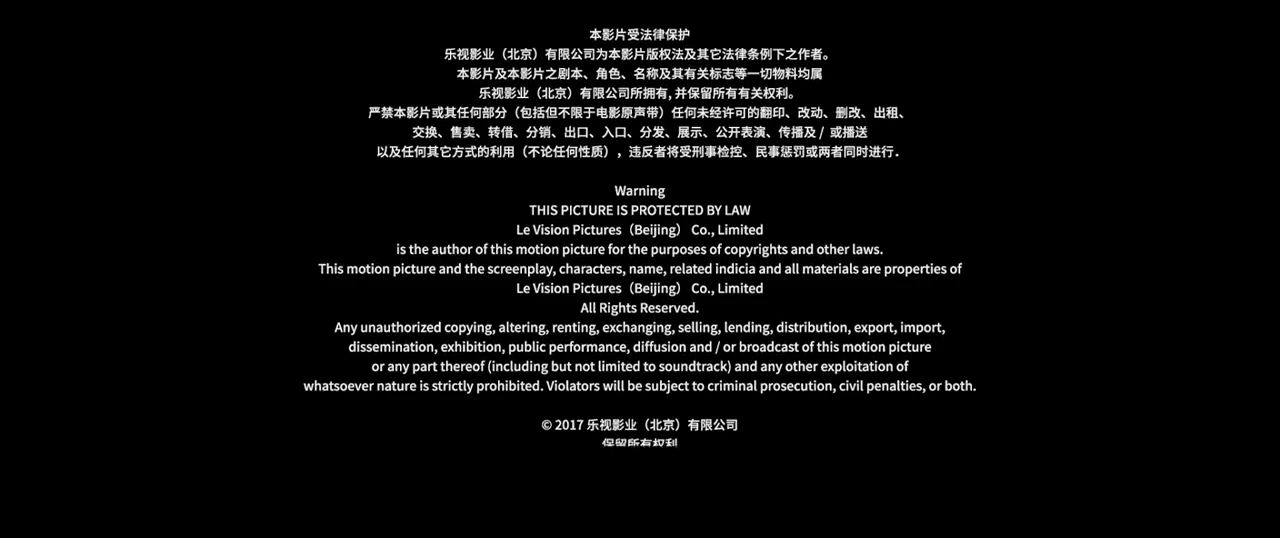 本影片受法律保护
乐视影业（北京）有限公司为本影片版权法及其它法律条例下之作者。
本影片及本影片之剧本、角色、名称及其有关标志等一切物料均属
乐视影业（北京）有限公司所拥有, 并保留所有有关权利。
严禁本影片或其任何部分（包括但不限于电影原声带）任何未经许可的翻印、改动、删改、出租、
交换、售卖、转借、分销、出口、入口、分发、展示、公开表演、传播及 / 或播送
以及任何其它方式的利用（不论任何性质），违反者将受刑事检控、民事惩罚或两者同时进行．
Warning
THIS PICTURE IS PROTECTED BY LAW
Le Vision Pictures（Beijing） Co., Limited
is the author of this motion picture for the purposes of copyrights and other laws.
This motion picture and the screenplay, characters, name, related indicia and all materials are properties of
Le Vision Pictures（Beijing） Co., Limited
All Rights Reserved.
Any unauthorized copying, altering, renting, exchanging, selling, lending, distribution, export, import,
dissemination, exhibition, public performance, diffusion and / or broadcast of this motion picture
or any part thereof (including but not limited to soundtrack) and any other exploitation of
whatsoever nature is strictly prohibited. Violators will be subject to criminal prosecution, civil penalties, or both.
© 2017 乐视影业（北京）有限公司
保留所有权利